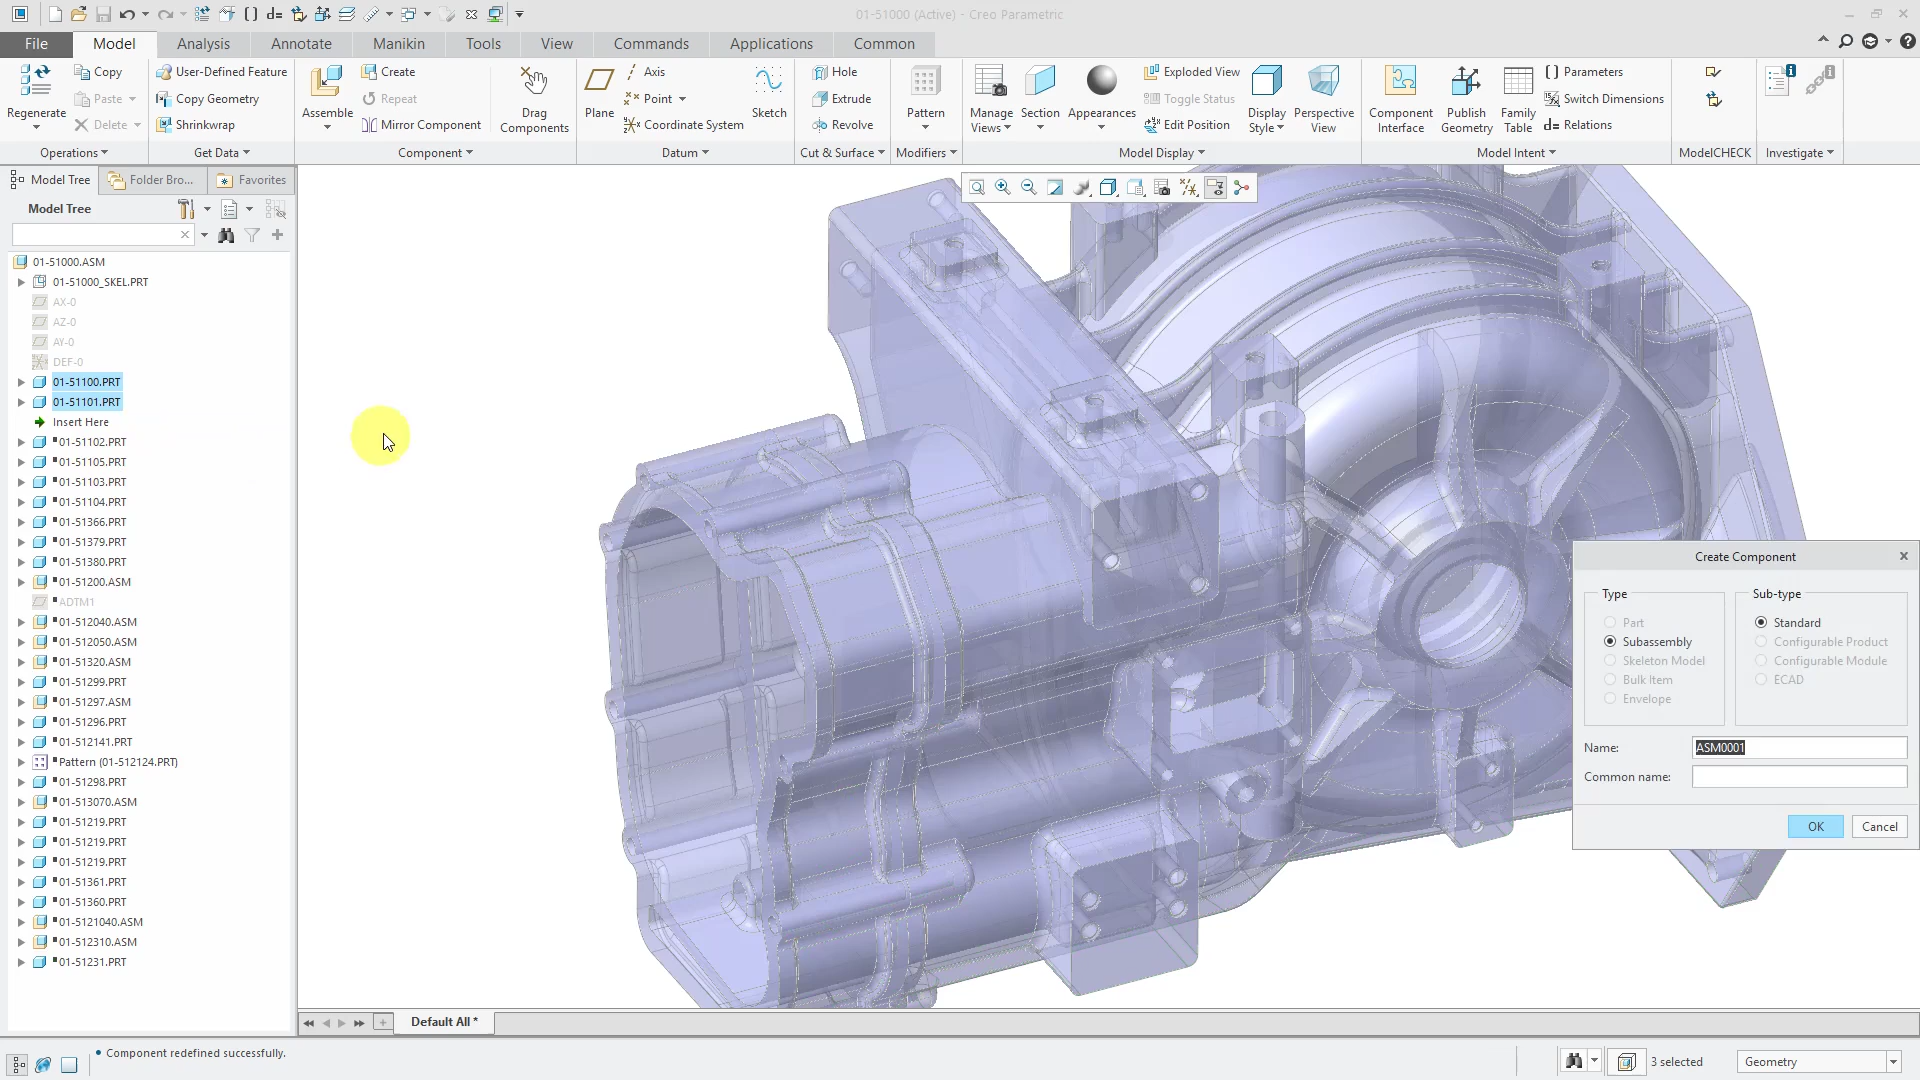 01-51000 (Active) - Creo Parametric
File
Model
Analysis
Annotate
Manikin
Tools
View
Commands
Applications
Common
Regenerate
Copy
Paste
Delete
Operations
User-Defined Feature
Copy Geometry
Shrinkwrap
Get Data
Assemble
Create
Repeat
Mirror Component
Drag Components
Component
Plane
Axis
Point
Coordinate System
Sketch
Datum
Hole
Extrude
Revolve
Cut & Surface
Pattern
Modifiers
Manage Views
Section
Appearances
Exploded View
Toggle Status
Edit Position
Display Style
Perspective View
Model Display
Component Interface
Publish Geometry
Family Table
Parameters
Switch Dimensions
d= Relations
Model Intent
ModelCHECK
Investigate
Model Tree
Folder Bro...
Favorites
Model Tree
01-51000.ASM
01-51000_SKEL.PRT
AX-0
AZ-0
AY-0
DEF-0
01-51100.PRT
01-51101.PRT
Insert Here
01-51102.PRT
01-51105.PRT
01-51103.PRT
01-51104.PRT
01-51366.PRT
01-51379.PRT
01-51380.PRT
01-51200.ASM
ADTM1
01-512040.ASM
01-512050.ASM
01-51320.ASM
01-51299.PRT
01-51297.ASM
01-51296.PRT
01-512141.PRT
Pattern (01-512124.PRT)
01-51298.PRT
01-513070.ASM
01-51219.PRT
01-51219.PRT
01-51219.PRT
01-51361.PRT
01-51360.PRT
01-5121040.ASM
01-512310.ASM
01-51231.PRT
Create Component
Type
Part
Subassembly
Skeleton Model
Bulk Item
Envelope
Sub-type
Standard
Configurable Product
Configurable Module
ECAD
Name:
ASM0001
Common name:
OK
Cancel
Default All *
Component redefined successfully.
3 selected
Geometry